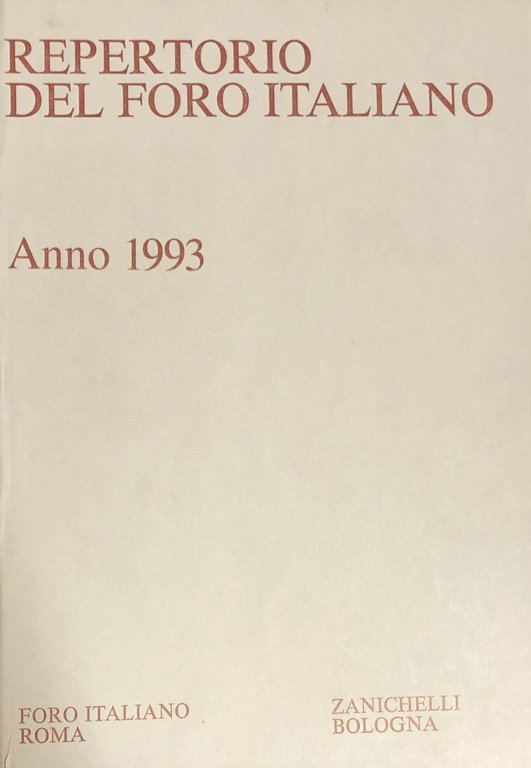 REPERTORIO
DEL FORO ITALIANO
Anno 1993
FORO ITALIANO
ROMA
ZANICHELLI
BOLOGNA